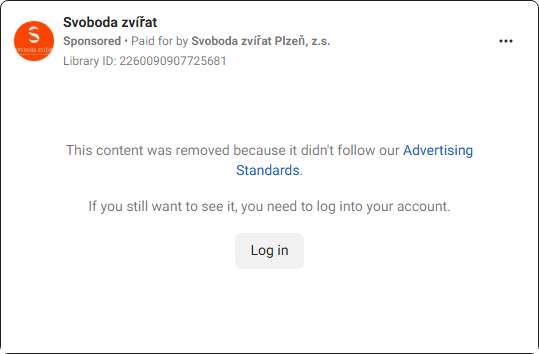 Svoboda zvířat
Sponsored • Paid for by Svoboda zvířat Plzeň, z.s.
Library ID: 2260090907725681
This content was removed because it didn't follow our Advertising
Standards.
If you still want to see it, you need to log into your account.
Log in